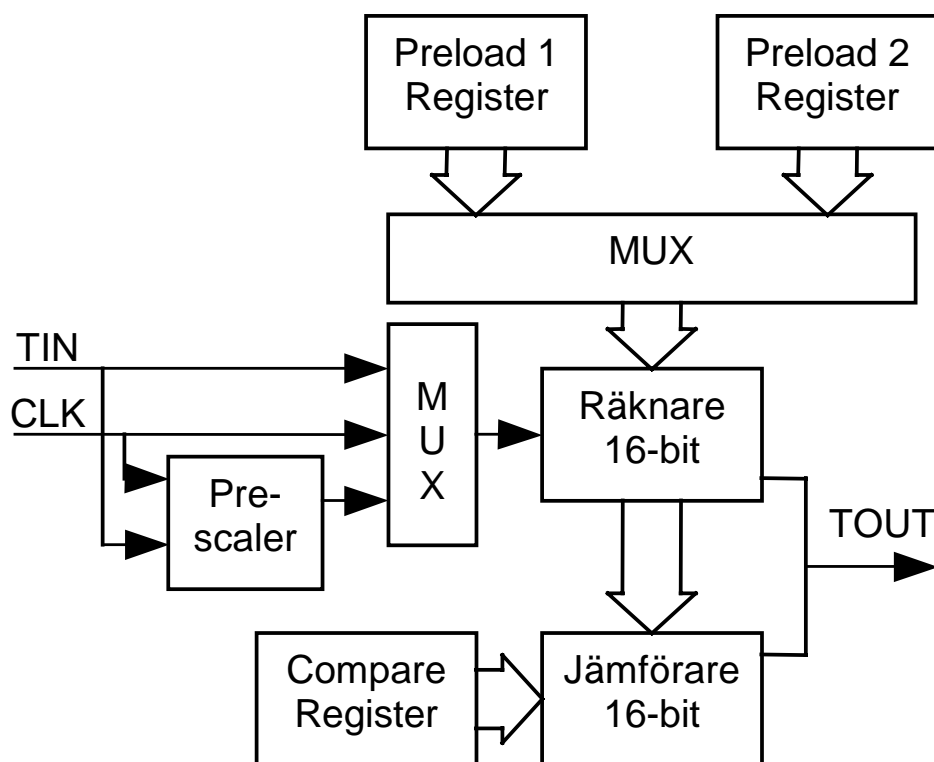 Preload 1
Register
Preload 2
Register
MUX
TIN
CLK
M
U
X
Räknare
16-bit
Pre-
scaler
TOUT
Compare
Register
Jämförare
16-bit